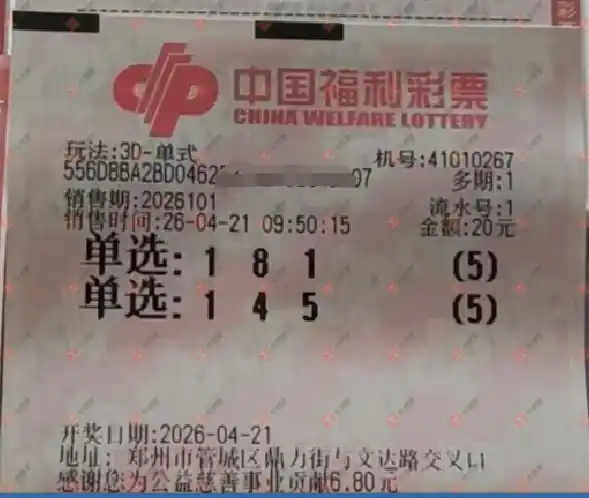 中国福利彩票
CHINA WELFARE LOTTERY
玩法:3D-单式 机号:41010267
556D8BA2BD0462 07 多期:1
销售期:2026101 流水号:1
销售时间:26-04-21 09:50:15 金额:20元
单选: 1 8 1 (5)
单选: 1 4 5 (5)
开奖日期:2026-04-21
地址: 郑州市管城区鼎力街与文达路交叉口
感谢您为公益慈善事业贡献6.80元